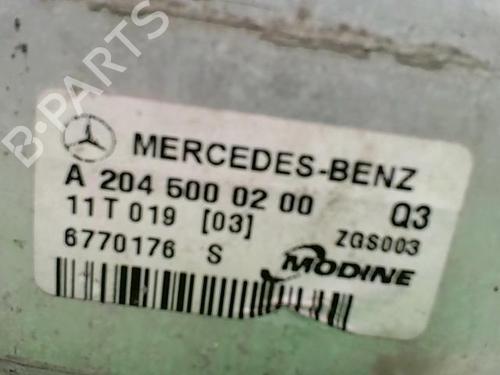 B-PARTS
MERCEDES-BENZ
A 204 500 02 00 Q3
11T 019 [03] ZGS003
6770176 S MODINE